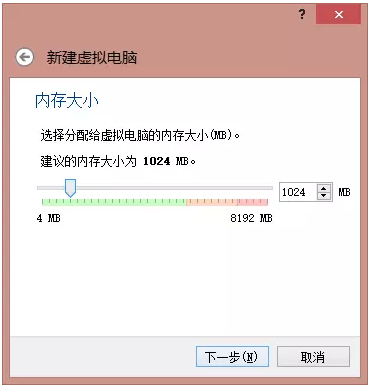 ?
新建虚拟电脑
内存大小
选择分配给虚拟电脑的内存大小(MB)。
建议的内存大小为 1024 MB。
1024 MB
4 MB 8192 MB
下一步(N) 取消